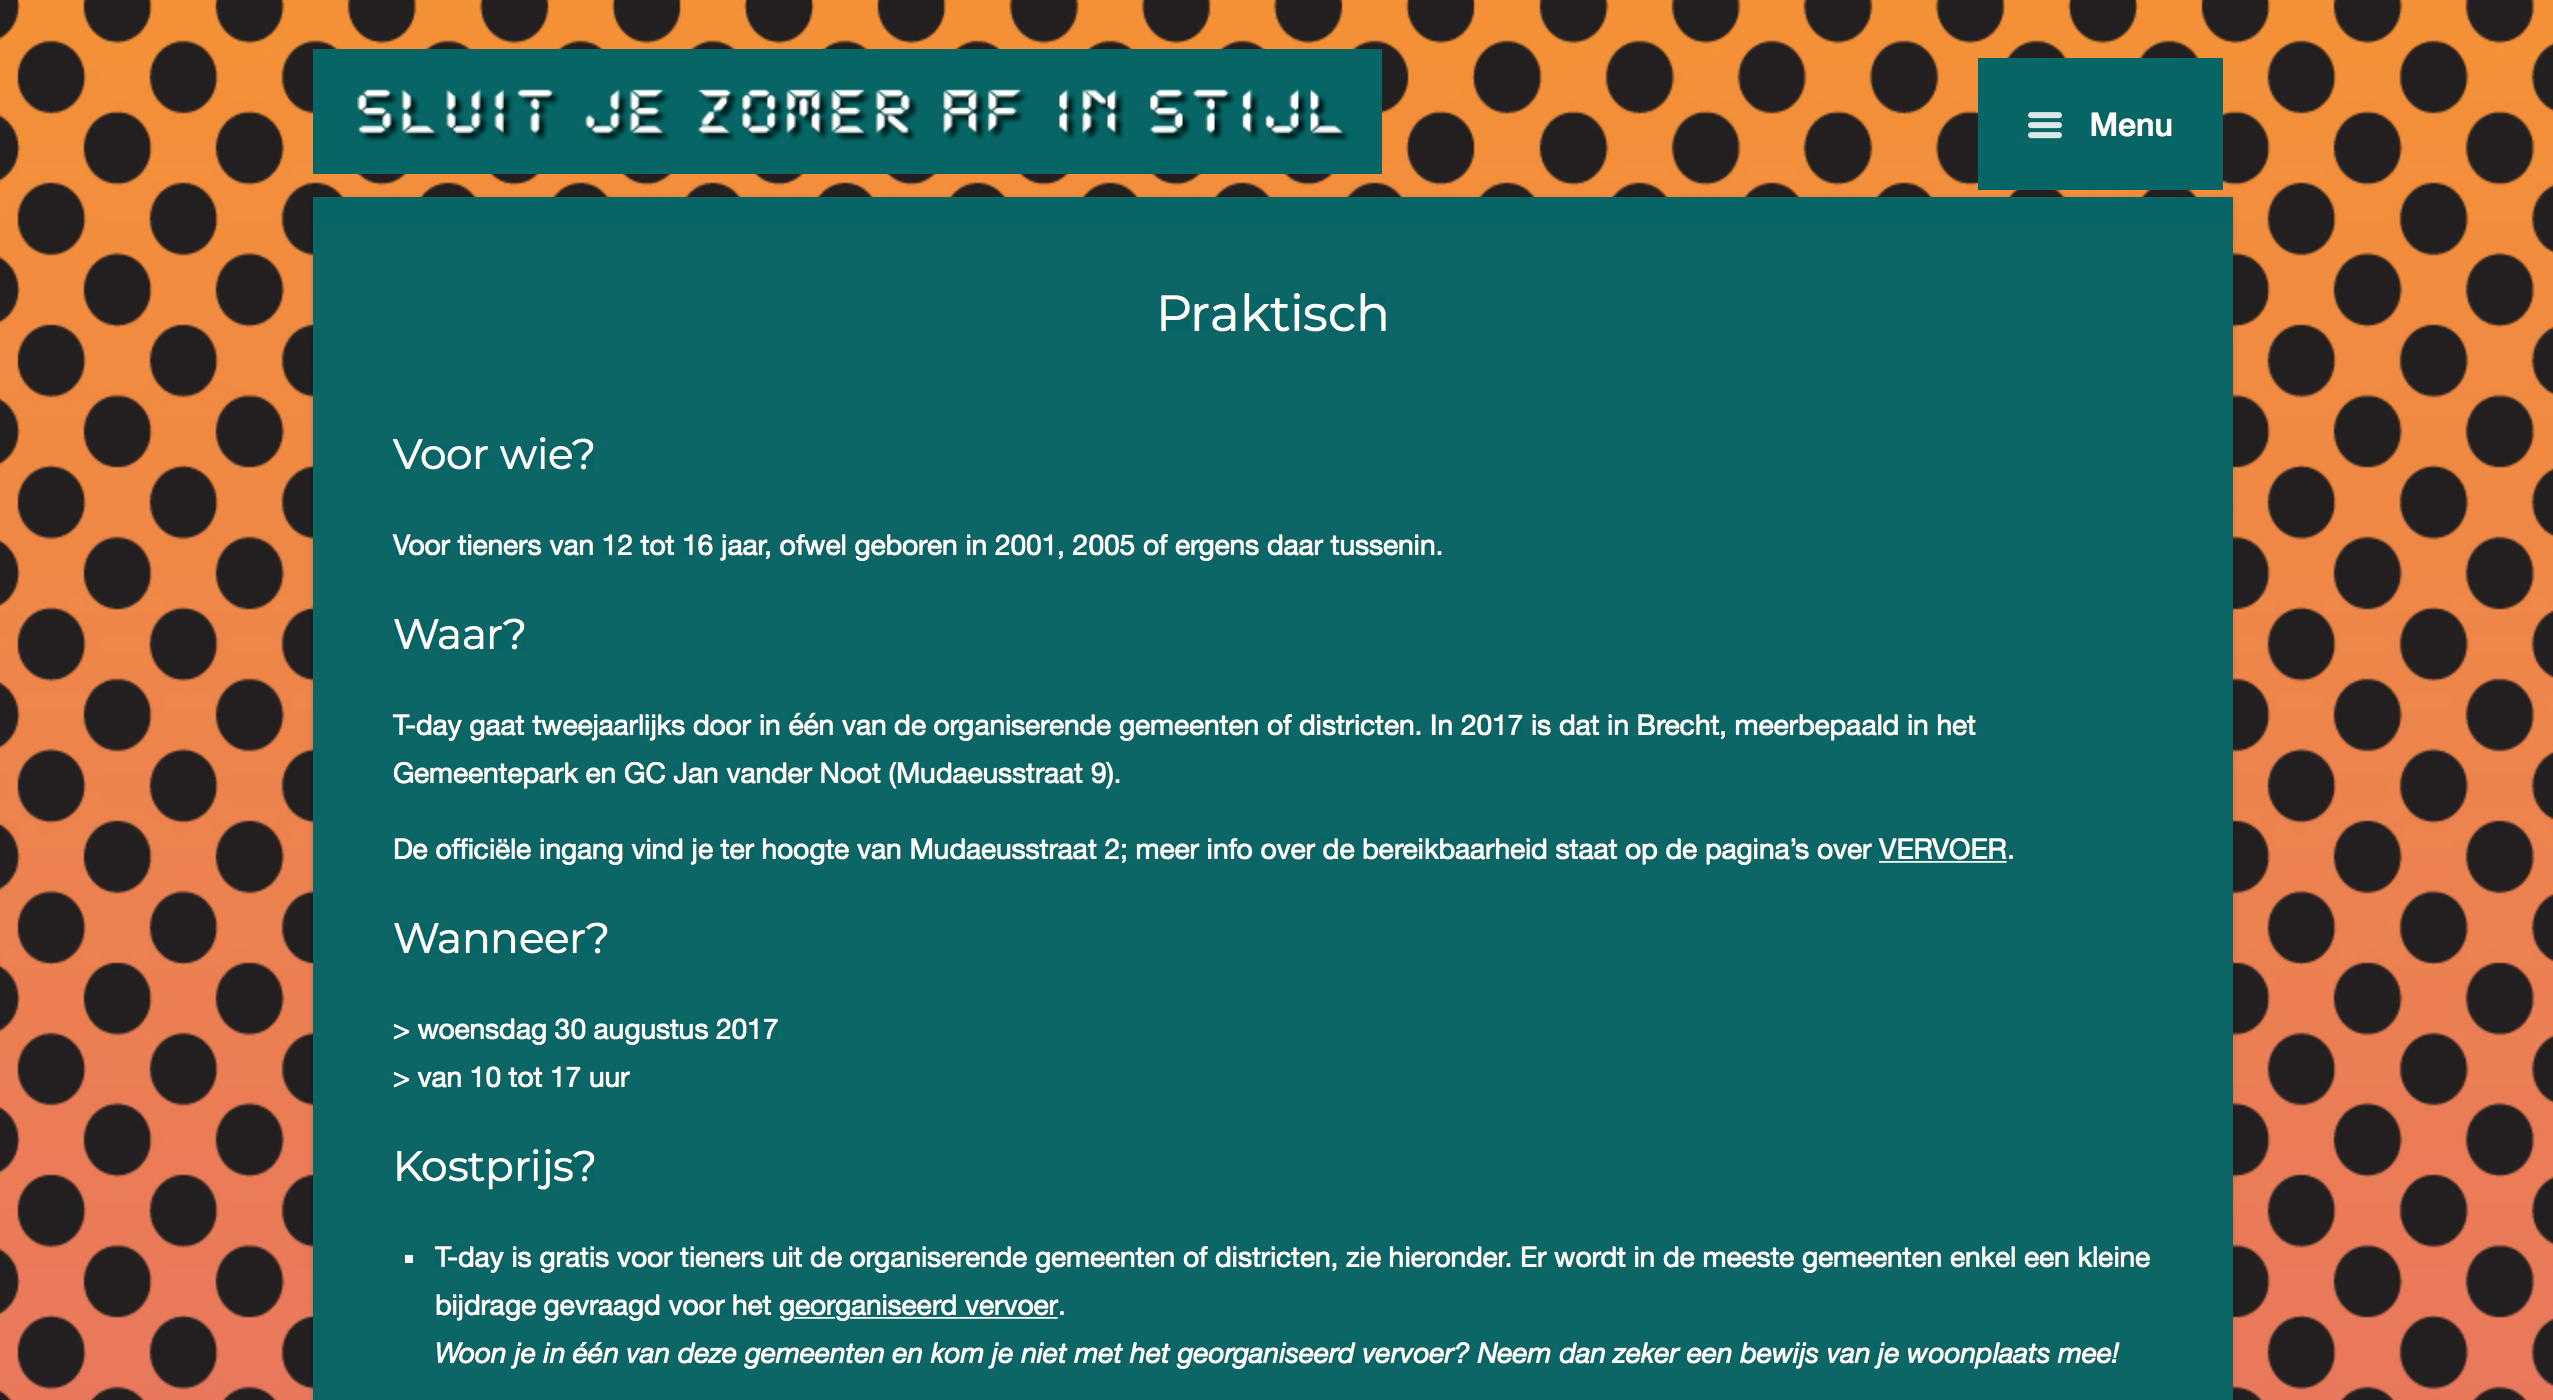 SLUIT JE ZOMER AF IN STIJL
Menu
Praktisch
Voor wie?
Voor tieners van 12 tot 16 jaar, ofwel geboren in 2001, 2005 of ergens daar tussenin.
Waar?
T-day gaat tweejaarlijks door in één van de organiserende gemeenten of districten. In 2017 is dat in Brecht, meerbepaald in het
Gemeentepark en GC Jan vander Noot (Mudaeusstraat 9).
De officiële ingang vind je ter hoogte van Mudaeusstraat 2; meer info over de bereikbaarheid staat op de pagina’s over VERVOER.
Wanneer?
> woensdag 30 augustus 2017
> van 10 tot 17 uur
Kostprijs?
▪ T-day is gratis voor tieners uit de organiserende gemeenten of districten, zie hieronder. Er wordt in de meeste gemeenten enkel een kleine
bijdrage gevraagd voor het georganiseerd vervoer.
Woon je in één van deze gemeenten en kom je niet met het georganiseerd vervoer? Neem dan zeker een bewijs van je woonplaats mee!